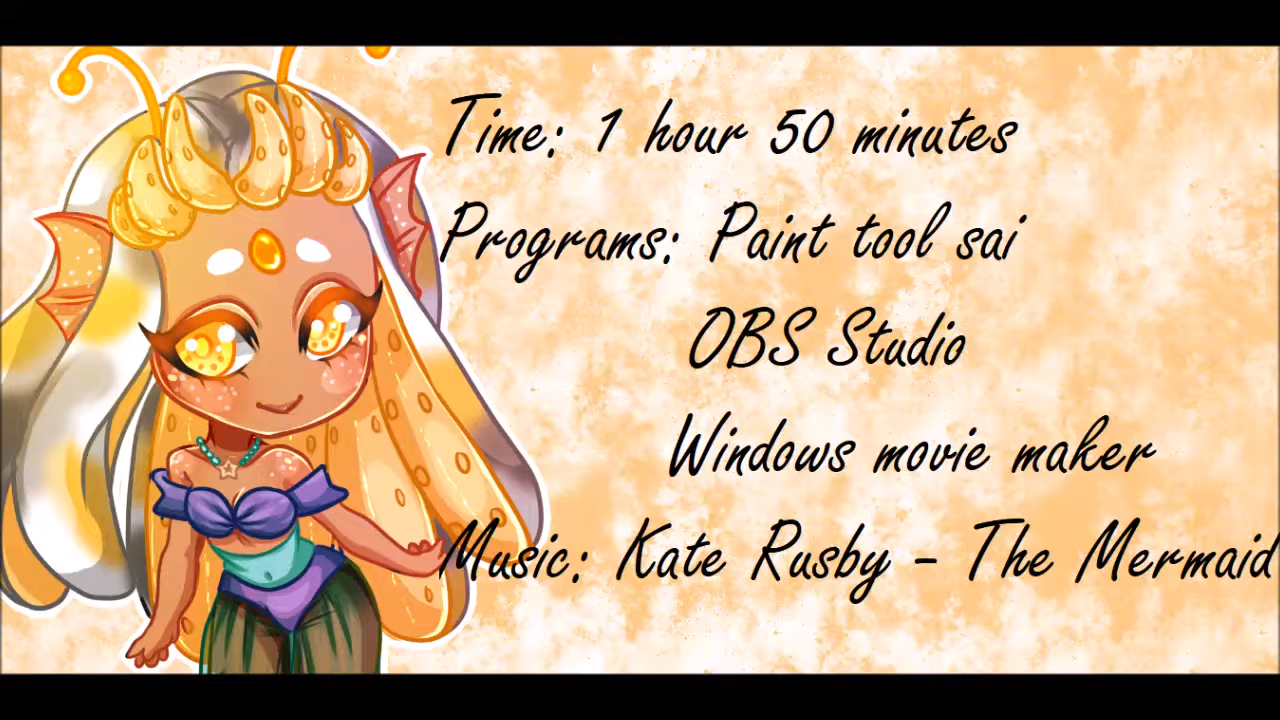 Time: 1 hour 50 minutes
Programs: Paint tool sai
OBS Studio
Windows movie maker
Music: Kate Rusby - The Mermaid